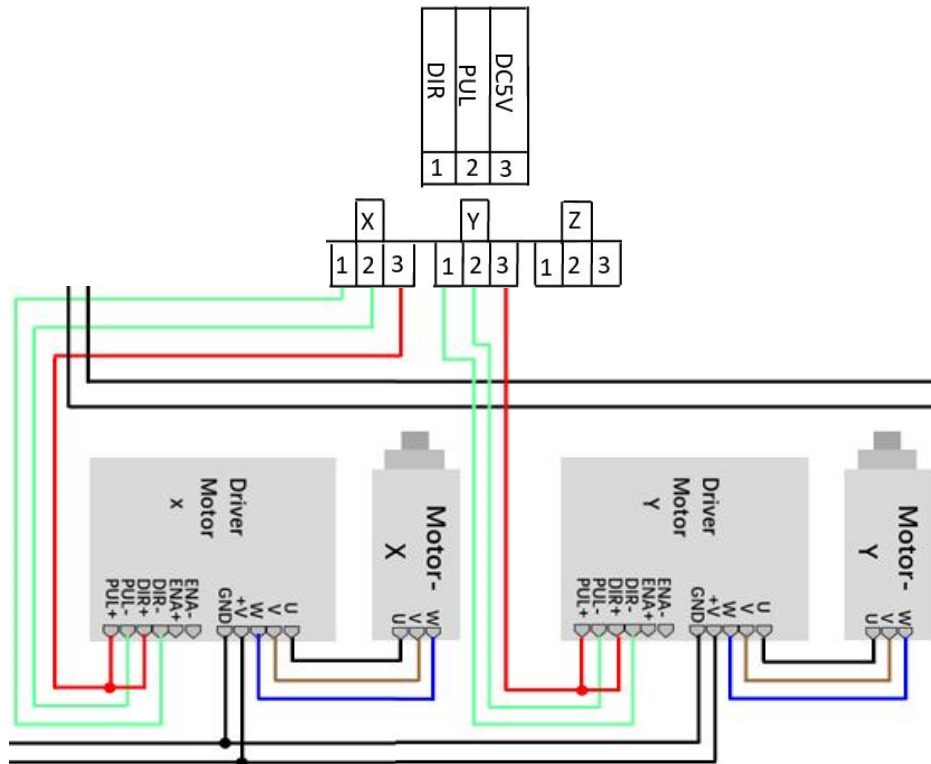 DIR
PUL
DC5V
1 2 3
X Y Z
1 2 3 1 2 3 1 2 3
Driver
Motor
x
PUL+
PUL-
DIR+
DIR-
ENA+
ENA-
GND
+V
W
V
U
Motor-
X
U
V
W
Driver
Motor
Y
PUL+
PUL-
DIR+
DIR-
ENA+
ENA-
GND
+V
W
V
U
Motor-
Y
U
V
W